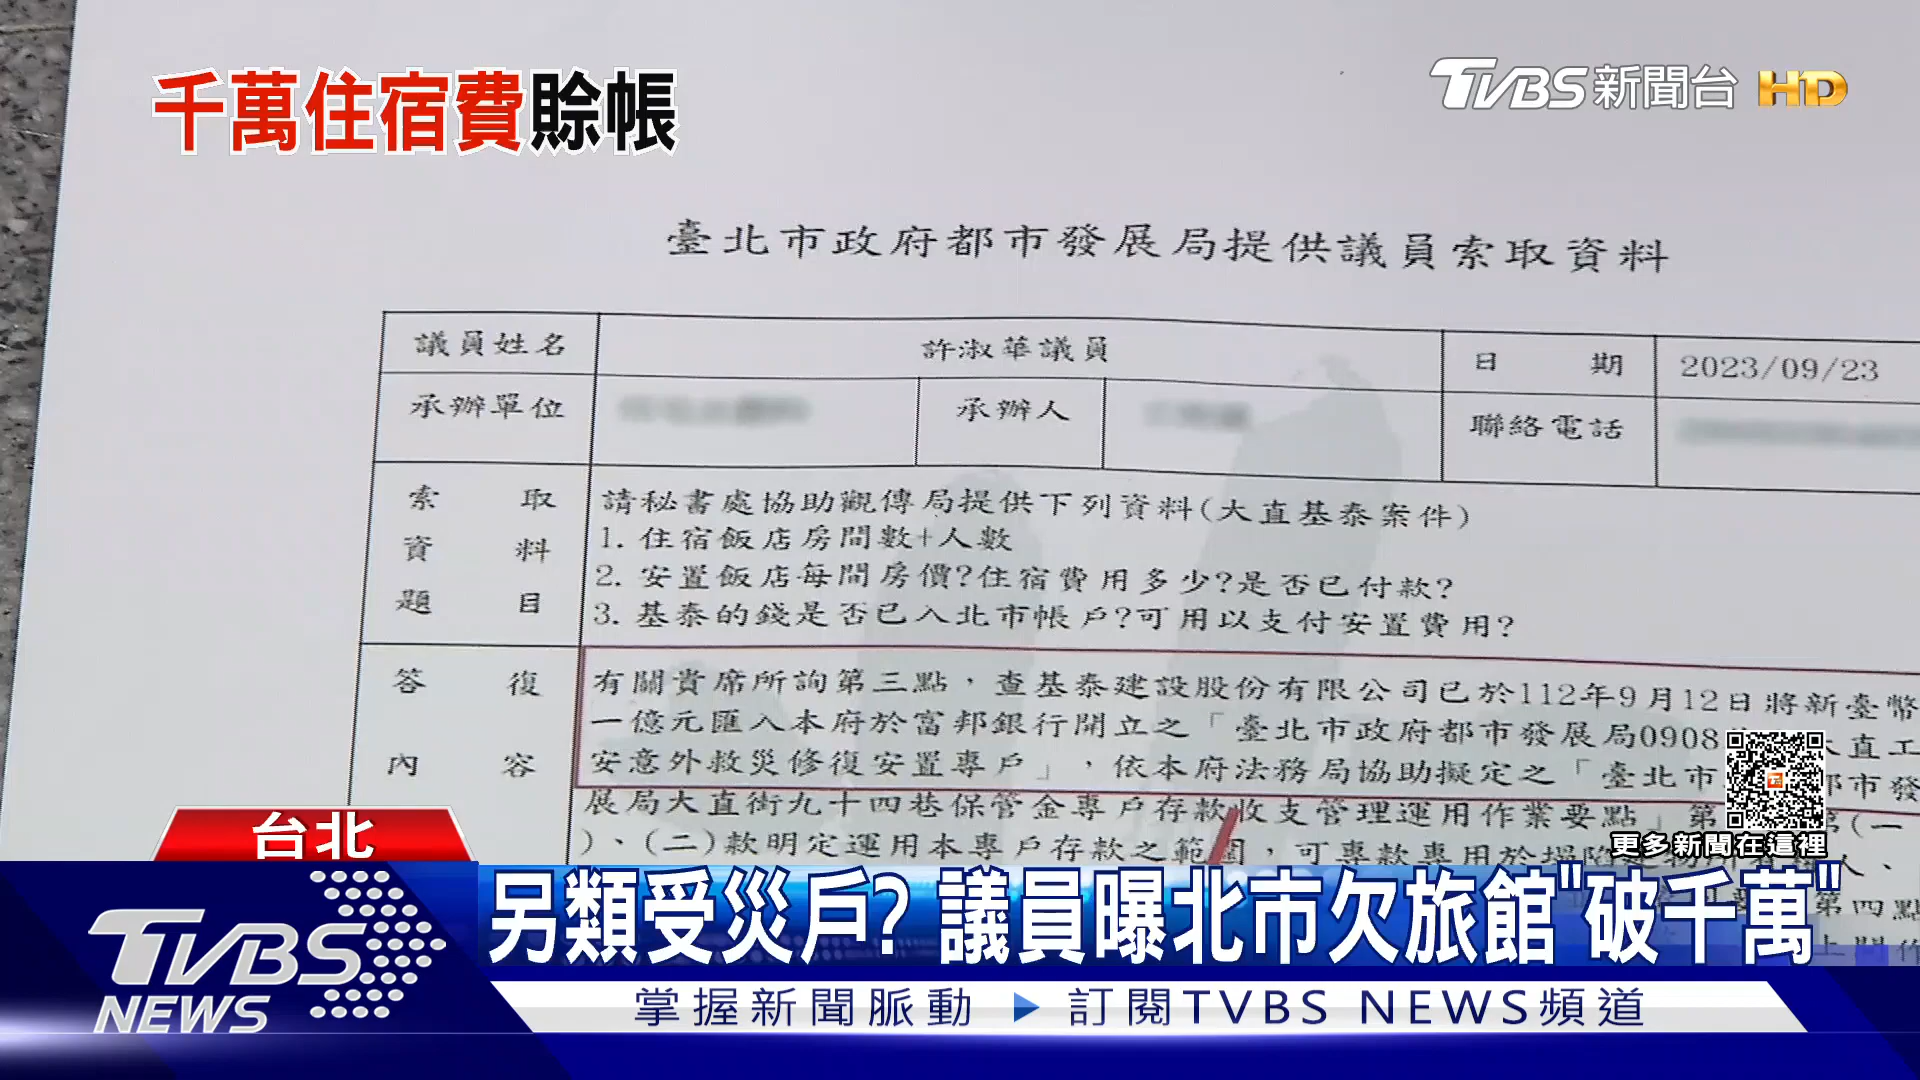 千萬住宿費賒帳
TVBS新聞台 HD
臺北市政府都市發展局提供議員索取資料
議員姓名 許淑華議員 日 期 2023/09/23
承辦單位 承辦人 聯絡電話
索取資料題目
請秘書處協助觀傳局提供下列資料(大直基泰案件)
1. 住宿飯店房間數+人數
2. 安置飯店每間房價?住宿費用多少?是否已付款?
3. 基泰的錢是否已入北市帳戶?可用以支付安置費用?
答復內容
有關貴席所詢第三點，查基泰建設股份有限公司已於112年9月12日將新臺幣
一億元匯入本府於富邦銀行開立之「臺北市政府都市發展局0908 大直工
安意外救災修復安置專戶」，依本府法務局協助擬定之「臺北市 都市發
展局大直街九十四巷保管金專戶存款收支管理運用作業要點」第 第(一
)、(二)款明定運用本專戶存款之範圍，可專款專用於塌陷 人、
第四點
更多新聞在這裡
台北
另類受災戶? 議員曝北市欠旅館"破千萬"
TVBS NEWS
掌握新聞脈動 ▶ 訂閱TVBS NEWS頻道